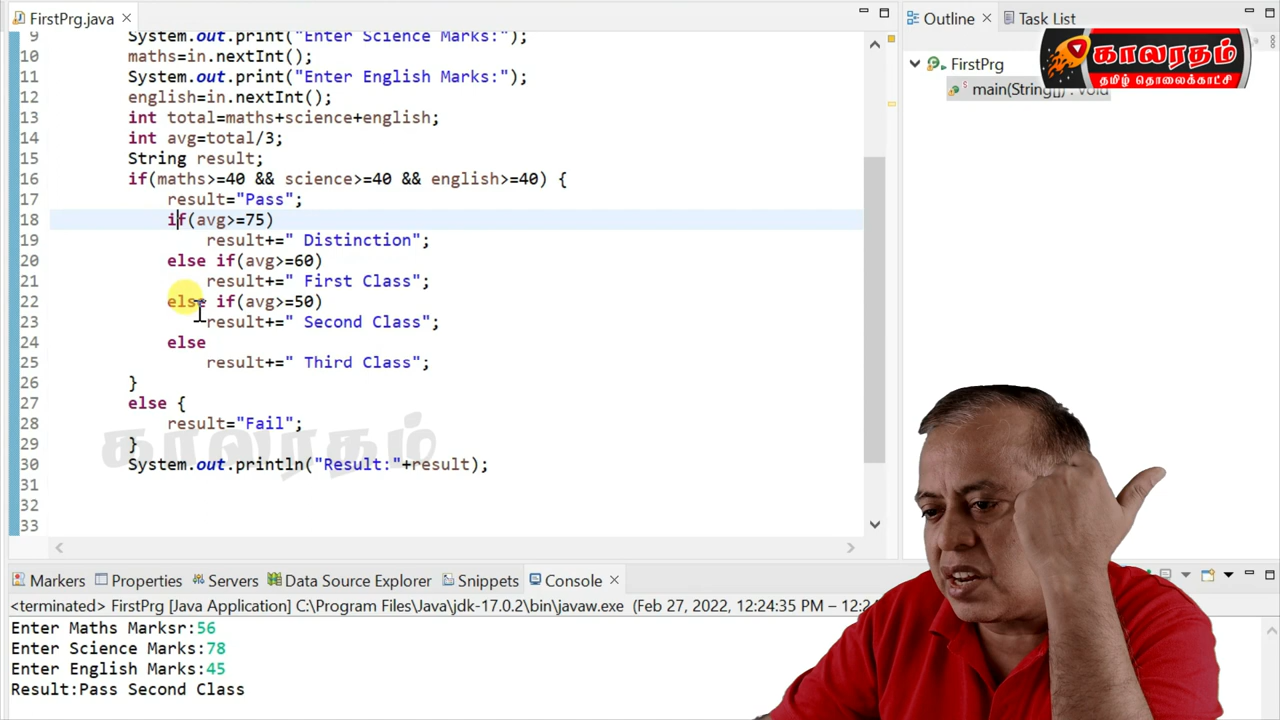 FirstPrg.java
Outline
Task List
காலரதம்
தமிழ் தொலைக்காட்சி
FirstPrg
main(String[]) : void
9 System.out.print("Enter Science Marks:");
10 maths=in.nextInt();
11 System.out.print("Enter English Marks:");
12 english=in.nextInt();
13 int total=maths+science+english;
14 int avg=total/3;
15 String result;
16 if(maths>=40 && science>=40 && english>=40) {
17 result="Pass";
18 if(avg>=75)
19 result+=" Distinction";
20 else if(avg>=60)
21 result+=" First Class";
22 else if(avg>=50)
23 result+=" Second Class";
24 else
25 result+=" Third Class";
26 }
27 else {
28 result="Fail";
29 }
காலரதம்
30 System.out.println("Result:"+result);
31
32
33
Markers Properties Servers Data Source Explorer Snippets Console
<terminated> FirstPrg [Java Application] C:\Program Files\Java\jdk-17.0.2\bin\javaw.exe (Feb 27, 2022, 12:24:35 PM – 12:2
Enter Maths Marksr:56
Enter Science Marks:78
Enter English Marks:45
Result:Pass Second Class